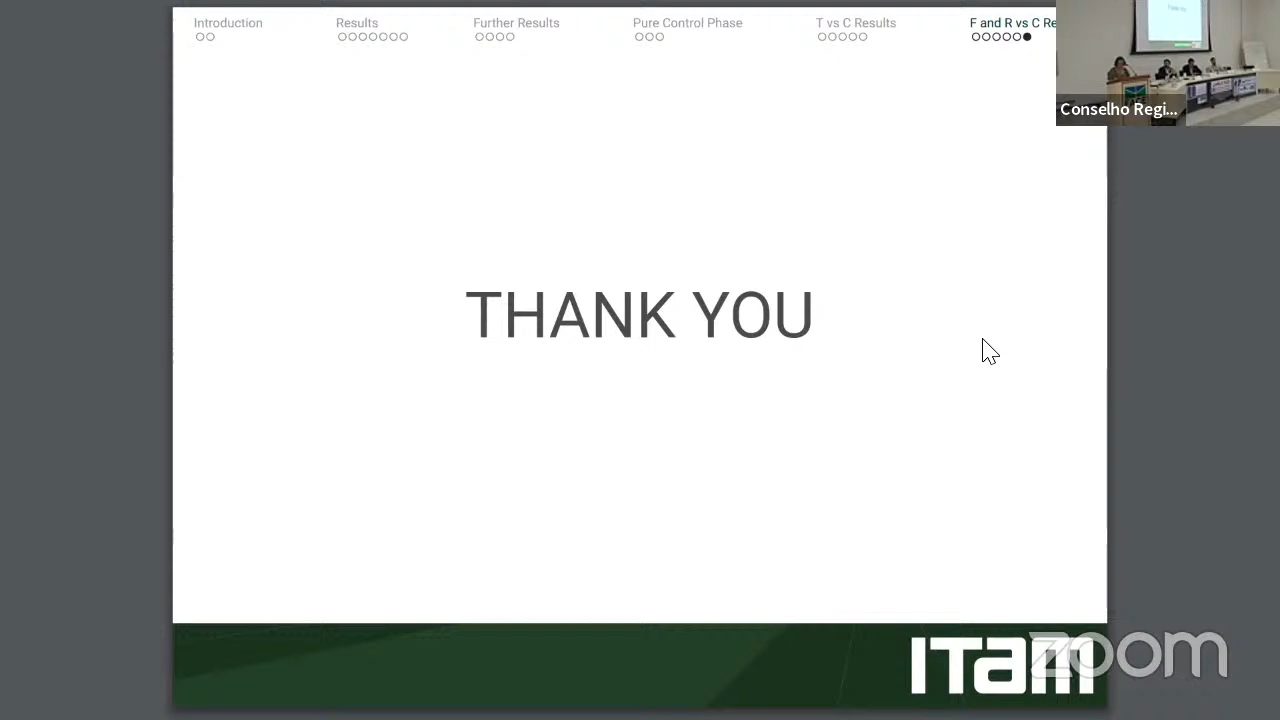 Introduction
Results
Further Results
Pure Control Phase
T vs C Results
F and R vs C Re
Conselho Regi...
THANK YOU
ITAM
zoom